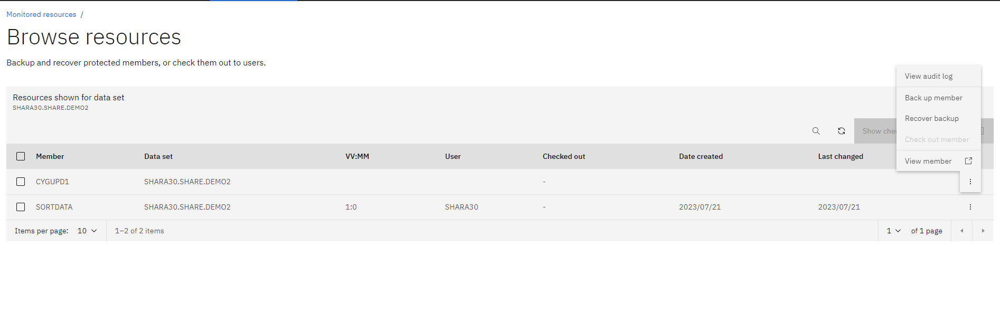 Monitored resources /
Browse resources
Backup and recover protected members, or check them out to users.
Resources shown for data set
SHARA30.SHARE.DEMO2
View audit log
Back up member
Recover backup
Check out member
View member
Show
Member Data set VV:MM User Checked out Date created Last changed
CYGUPD1 SHARA30.SHARE.DEMO2 -
SORTDATA SHARA30.SHARE.DEMO2 1:0 SHARA30 - 2023/07/21 2023/07/21
Items per page: 10 1–2 of 2 items 1 of 1 page